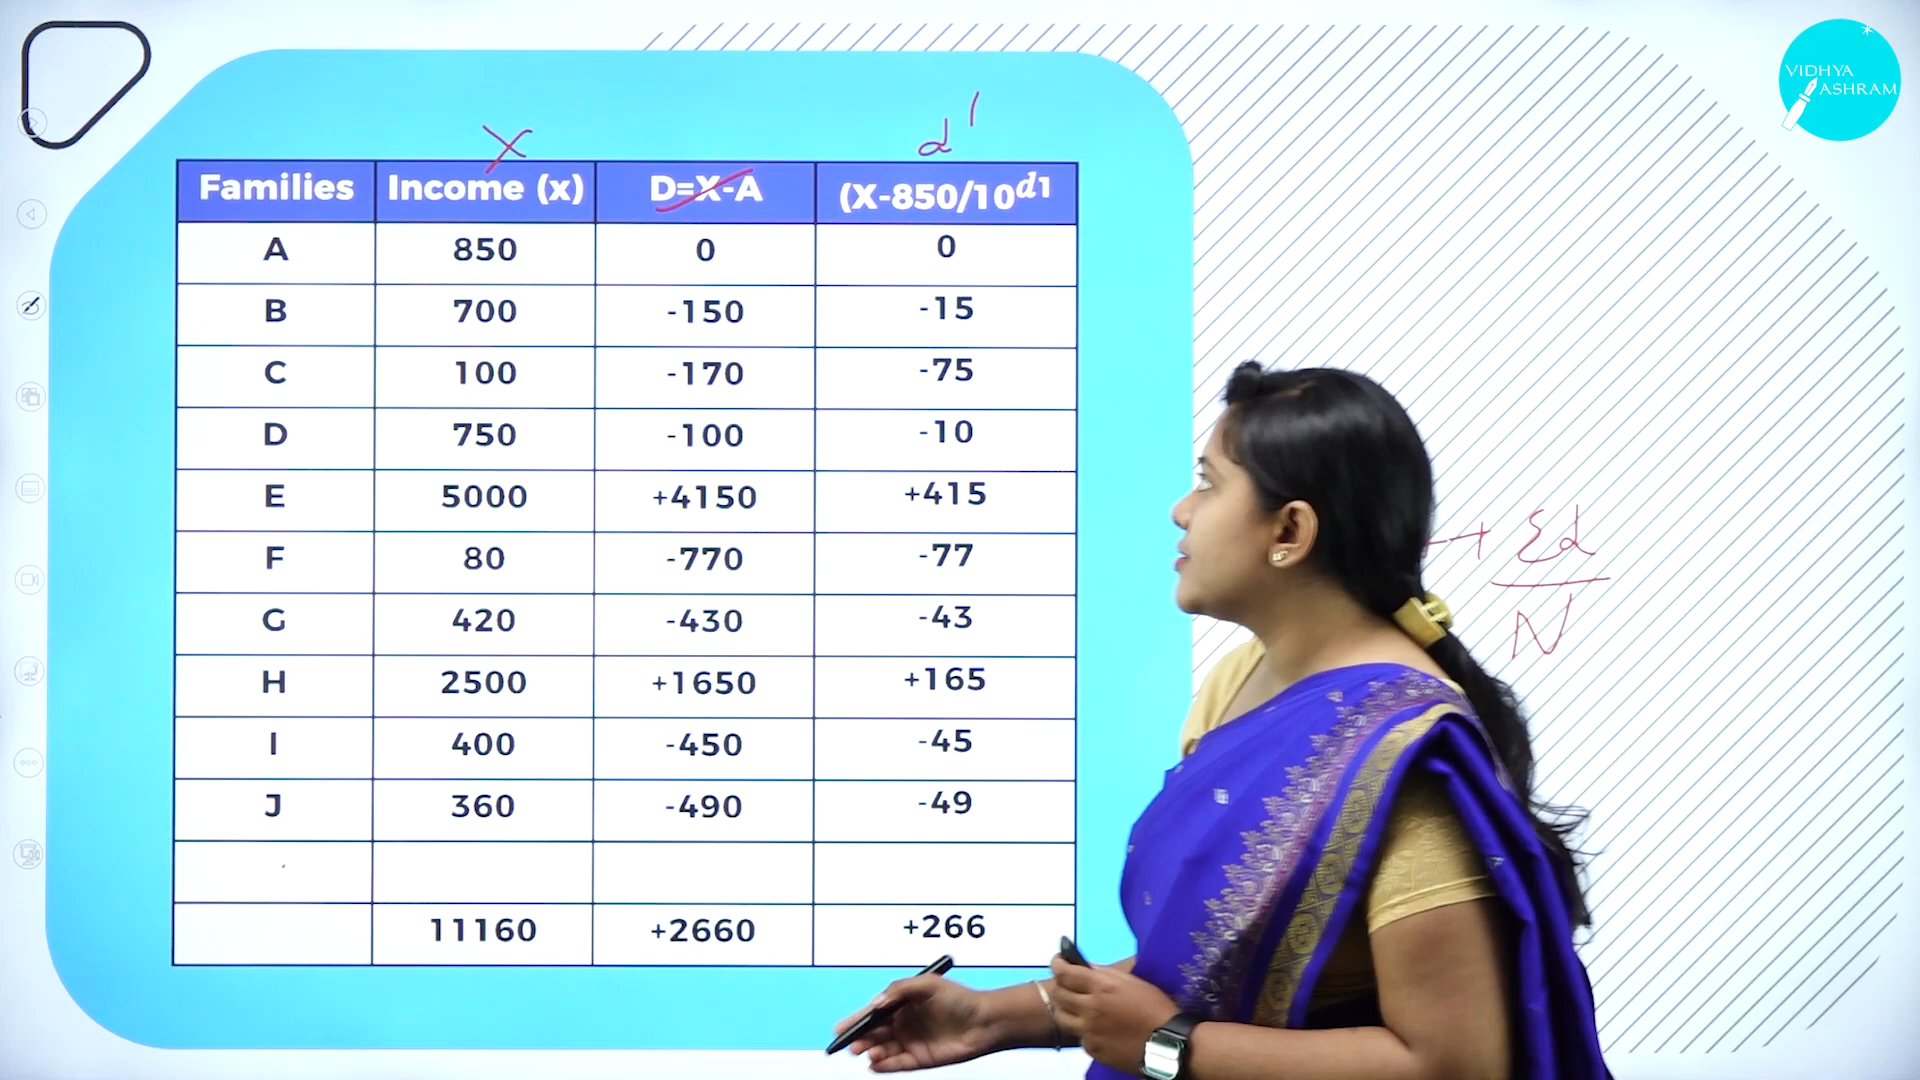 VIDHYA
ASHRAM
X d'
Families Income (x) D=X-A (X-850/10 d1
A 850 0 0
B 700 -150 -15
C 100 -170 -75
D 750 -100 -10
E 5000 +4150 +415
F 80 -770 -77
G 420 -430 -43
H 2500 +1650 +165
I 400 -450 -45
J 360 -490 -49
11160 +2660 +266
+ Σd
N